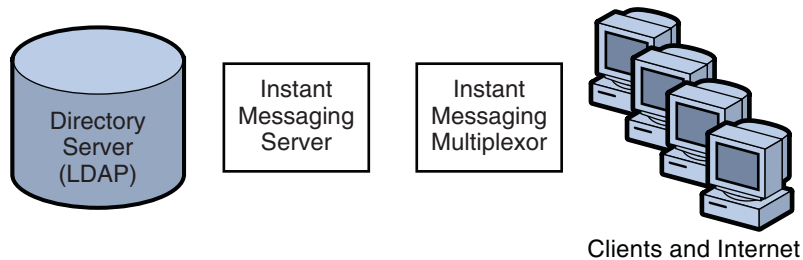 Directory
Server
(LDAP)
Instant
Messaging
Server
Instant
Messaging
Multiplexor
Clients and Internet